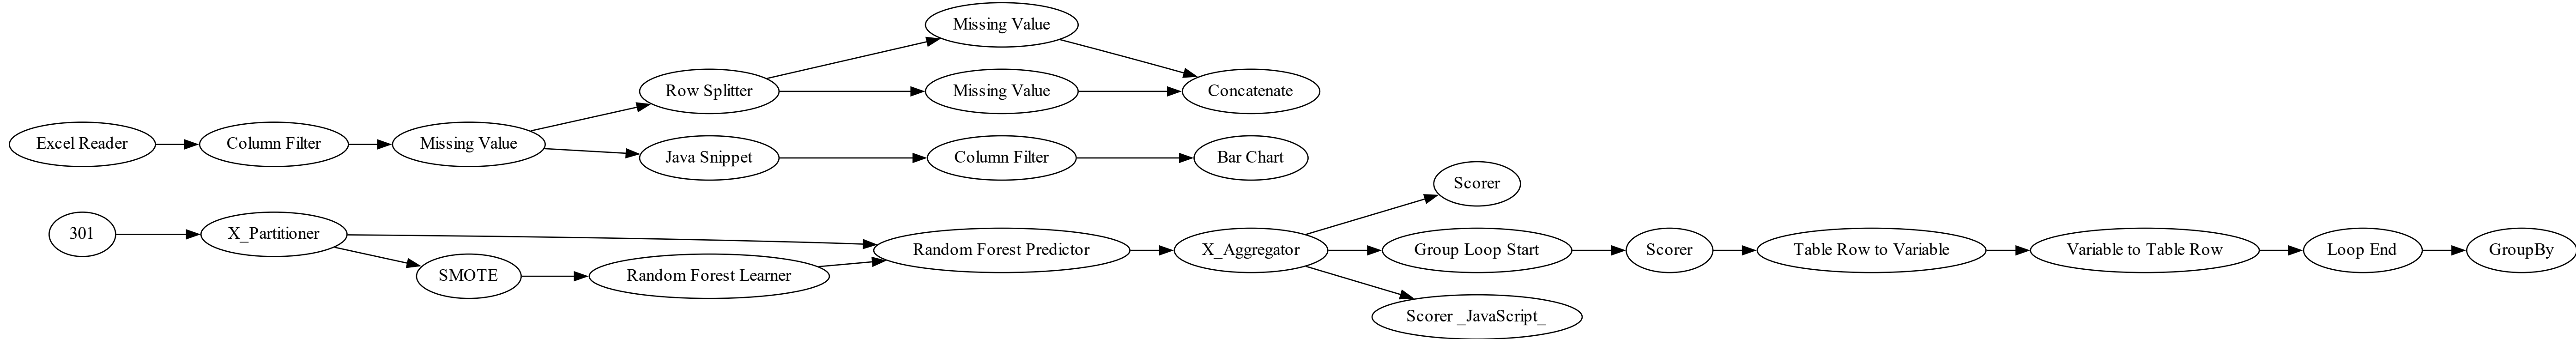 Missing Value
Row Splitter
Missing Value
Concatenate
Excel Reader
Column Filter
Missing Value
Java Snippet
Column Filter
Bar Chart
Scorer
301
X_Partitioner
Random Forest Predictor
X_Aggregator
Group Loop Start
Scorer
Table Row to Variable
Variable to Table Row
Loop End
GroupBy
SMOTE
Random Forest Learner
Scorer _JavaScript_